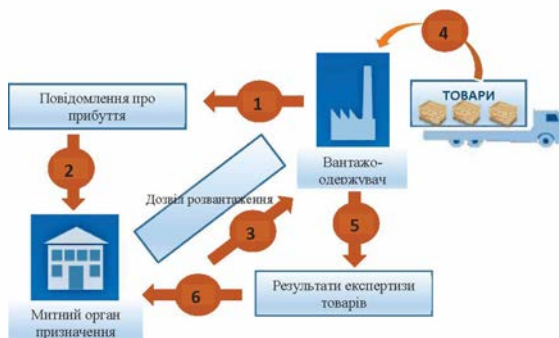 4
ТОВАРИ
Повідомлення про
прибуття
1
2
Вантажо-
одержувач
Дозвіл розвантаження
3
5
6
Результати експертизи
товарів
Митний орган
призначення